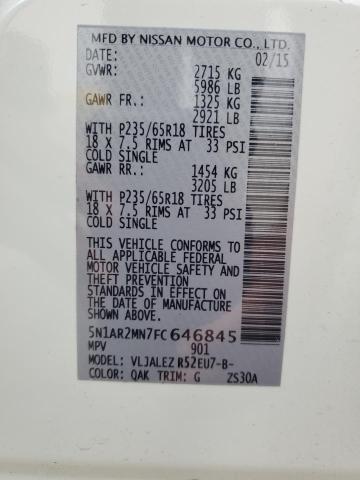 MFD BY NISSAN MOTOR CO., LTD.
02/15
GVWR: 2715 KG
5986 LB
GAWR FR.: 1325 KG
2921 LB
WITH P235/65R18 TIRES
18 X 7.5 RIMS AT 33 PSI
COLD SINGLE
GAWR RR.: 1454 KG
3205 LB
WITH P235/65R18 TIRES
18 X 7.5 RIMS AT 33 PSI
COLD SINGLE
THIS VEHICLE CONFORMS TO
ALL APPLICABLE FEDERAL
MOTOR VEHICLE SAFETY AND
THEFT PREVENTION
STANDARDS IN EFFECT ON
THE DATE OF MANUFACTURE
SHOWN ABOVE.
5N1AR2MN7FC646845
MPV 901
MODEL: VLJALEZ R52EU7-B-
COLOR: QAK TRIM: G ZS30A